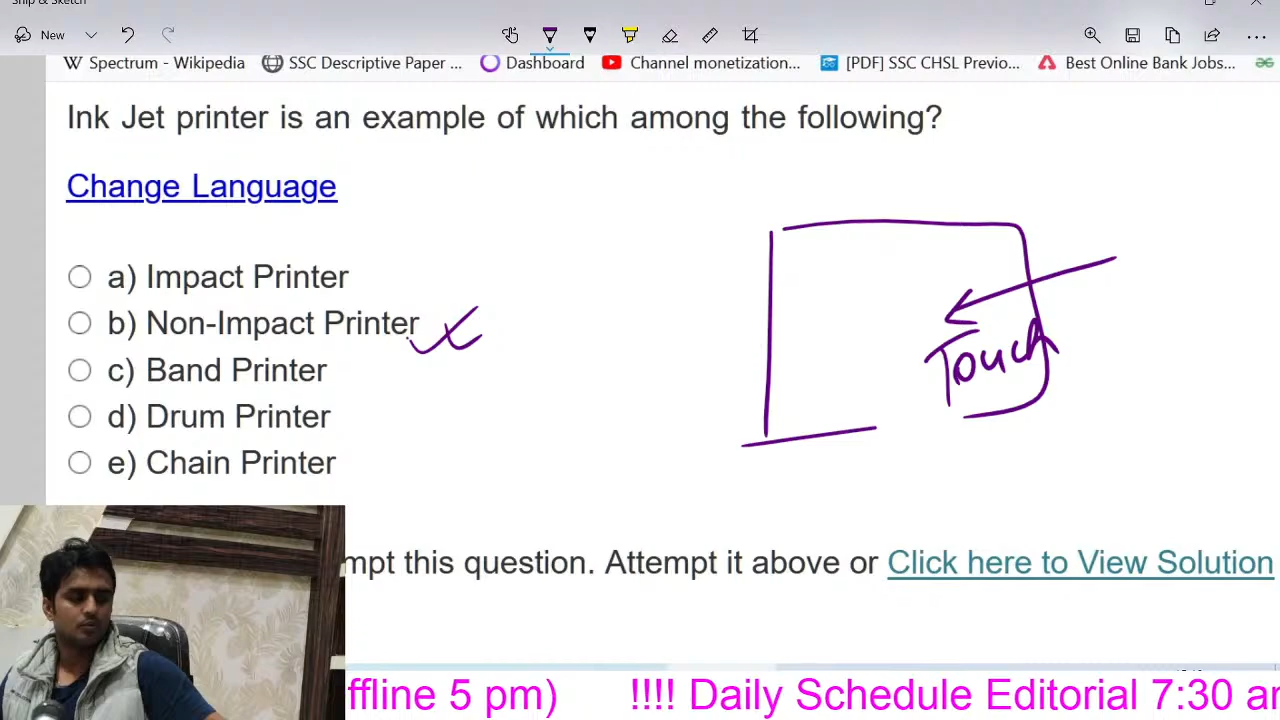 Snip & Sketch
New
Spectrum - Wikipedia SSC Descriptive Paper ... Dashboard Channel monetization... [PDF] SSC CHSL Previo... Best Online Bank Jobs...
Ink Jet printer is an example of which among the following?
Change Language
a) Impact Printer
b) Non-Impact Printer
c) Band Printer
d) Drum Printer
e) Chain Printer
Touch
mpt this question. Attempt it above or Click here to View Solution
ffline 5 pm) !!!! Daily Schedule Editorial 7:30 a